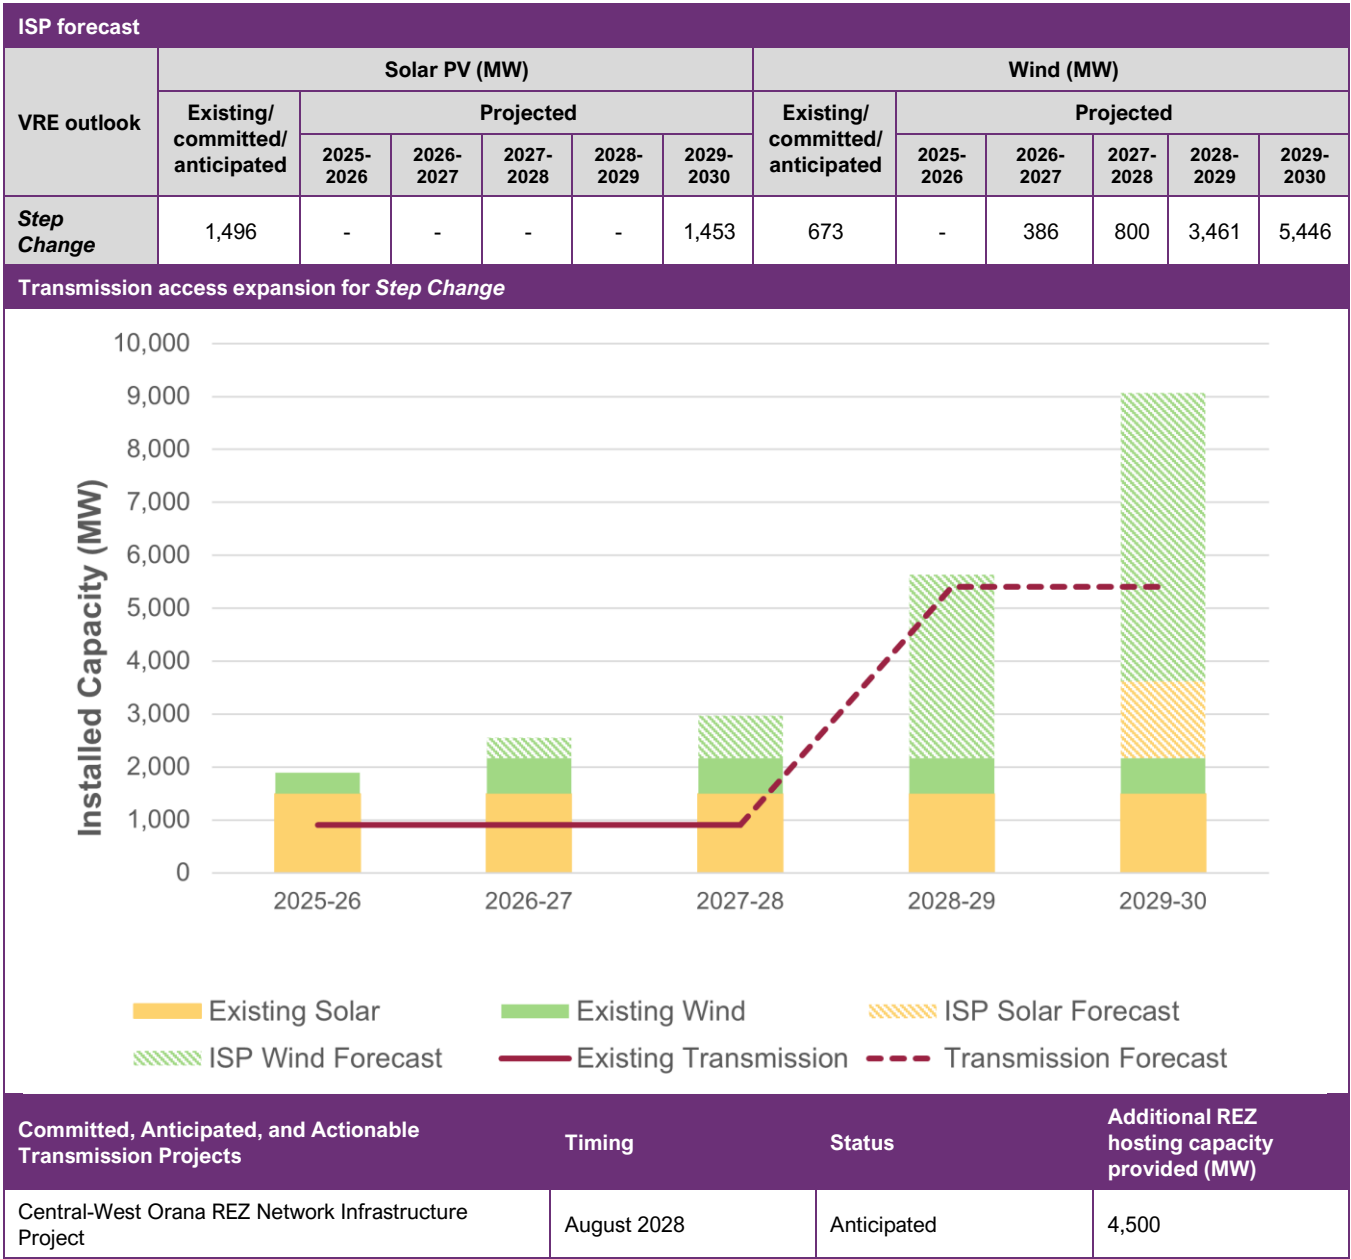 ISP forecast
VRE outlook
Solar PV (MW)
Wind (MW)
Existing/
committed/
anticipated
Projected
Existing/
committed/
anticipated
Projected
2025-
2026
2026-
2027
2027-
2028
2028-
2029
2029-
2030
2025-
2026
2026-
2027
2027-
2028
2028-
2029
2029-
2030
Step
Change
1,496 - - - - 1,453 673 - 386 800 3,461 5,446
Transmission access expansion for Step Change
Installed Capacity (MW)
10,000
9,000
8,000
7,000
6,000
5,000
4,000
3,000
2,000
1,000
0
2025-26 2026-27 2027-28 2028-29 2029-30
Existing Solar Existing Wind ISP Solar Forecast
ISP Wind Forecast Existing Transmission Transmission Forecast
Committed, Anticipated, and Actionable
Transmission Projects
Timing
Status
Additional REZ
hosting capacity
provided (MW)
Central-West Orana REZ Network Infrastructure
Project
August 2028
Anticipated
4,500